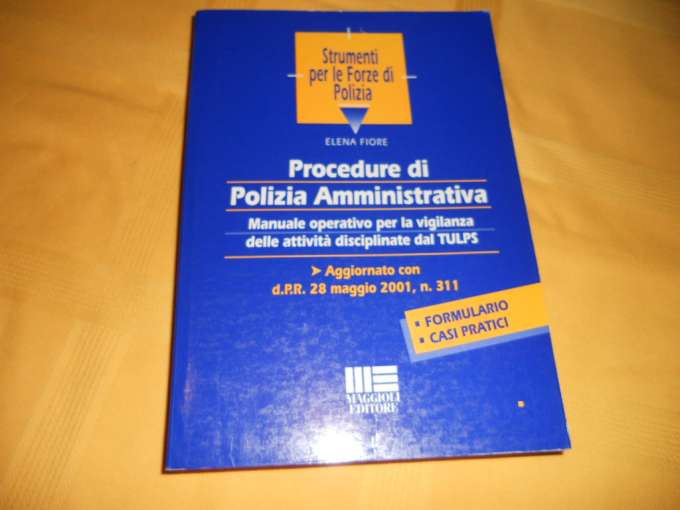 Strumenti
per le Forze di
Polizia
ELENA FIORE
Procedure di
Polizia Amministrativa
Manuale operativo per la vigilanza
delle attività disciplinate dal TULPS
➤ Aggiornato con
d.P.R. 28 maggio 2001, n. 311
▪ FORMULARIO
▪ CASI PRATICI
MAGGIOLI
EDITORE